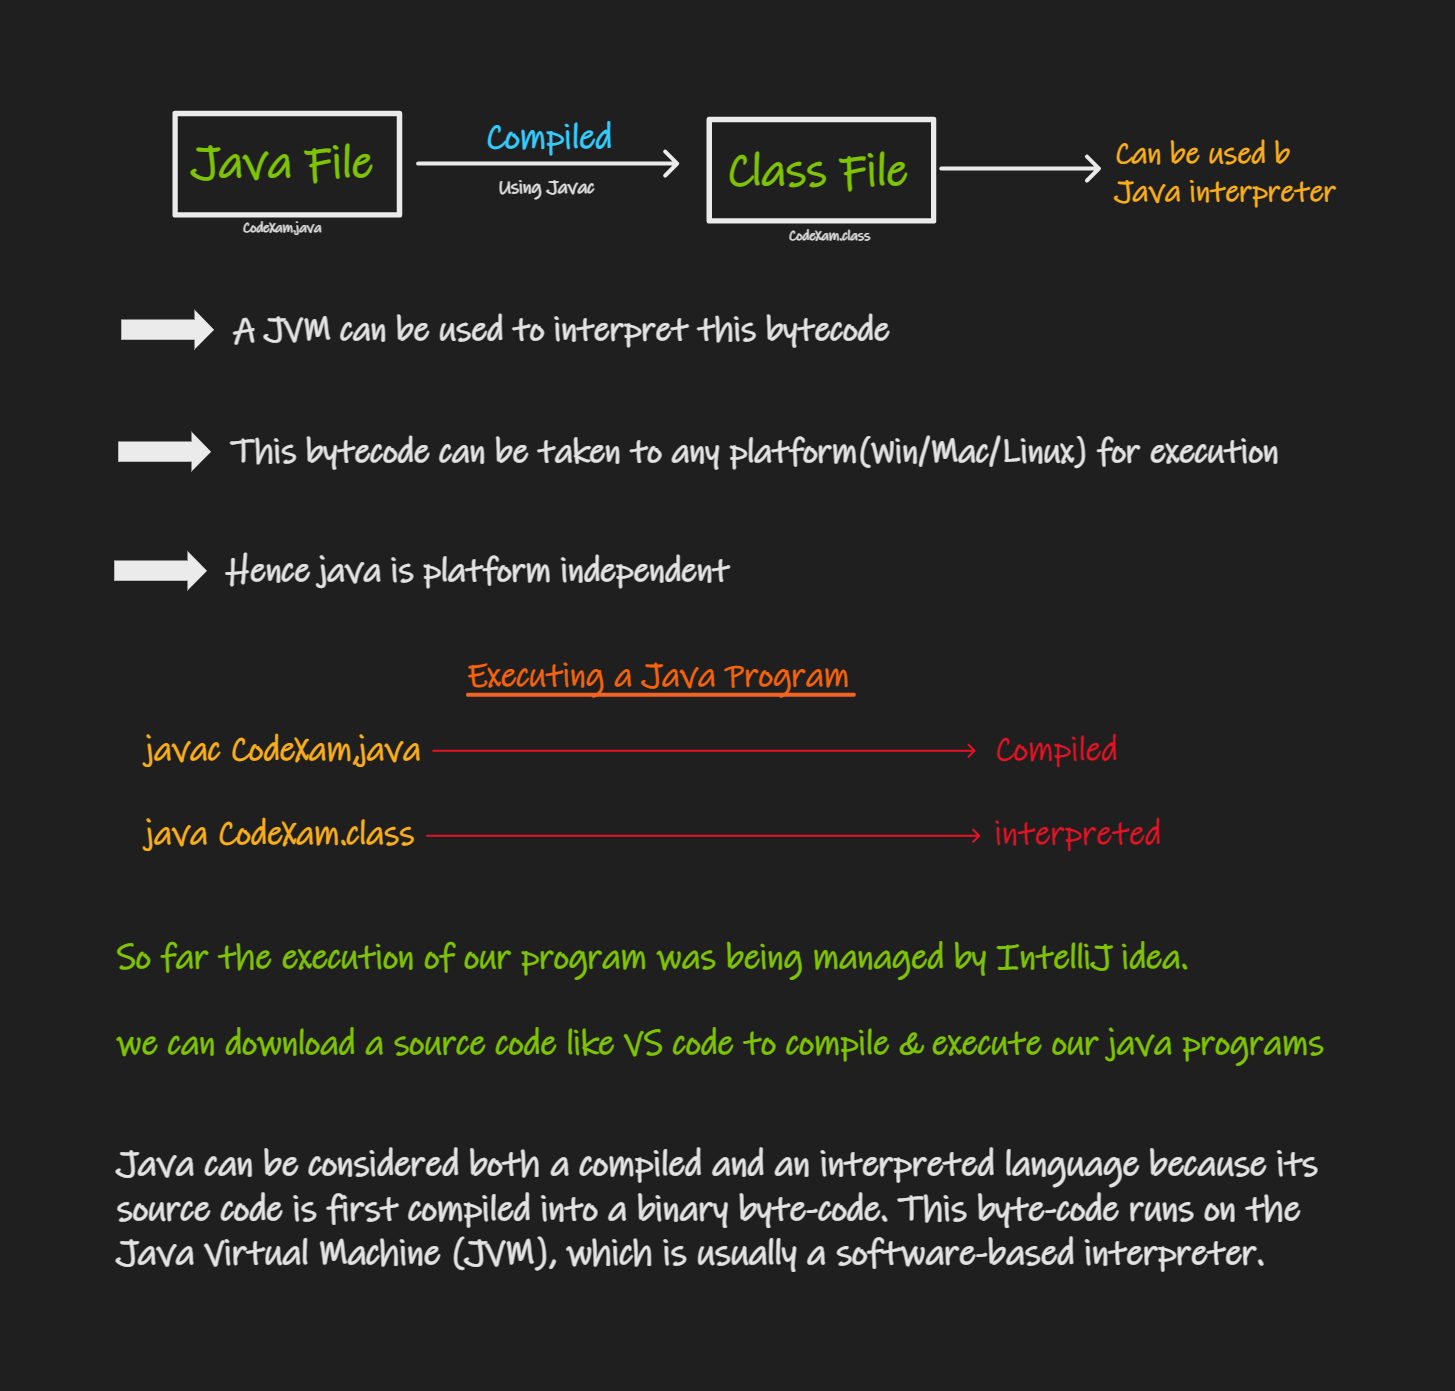 Java File
Compiled
Using Javac
Class File
Can be used b
Java interpreter
CodeXam.java
CodeXam.class
A JVM can be used to interpret this bytecode
This bytecode can be taken to any platform(Win/Mac/Linux) for execution
Hence java is platform independent
Executing a Java Program
javac CodeXam.java
Compiled
java CodeXam.class
interpreted
So far the execution of our program was being managed by IntelliJ idea.
we can download a source code like VS code to compile & execute our java programs
Java can be considered both a compiled and an interpreted language because its
source code is first compiled into a binary byte-code. This byte-code runs on the
Java Virtual Machine (JVM), which is usually a software-based interpreter.